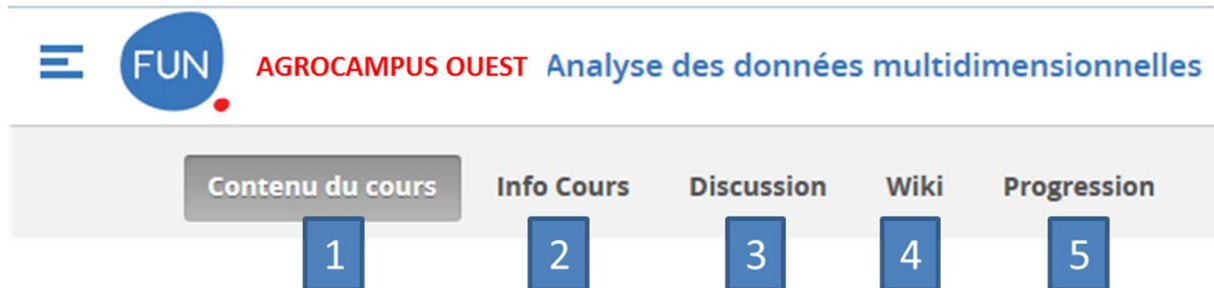 FUN AGROCAMPUS OUEST Analyse des données multidimensionnelles
Contenu du cours Info Cours Discussion Wiki Progression
1 2 3 4 5